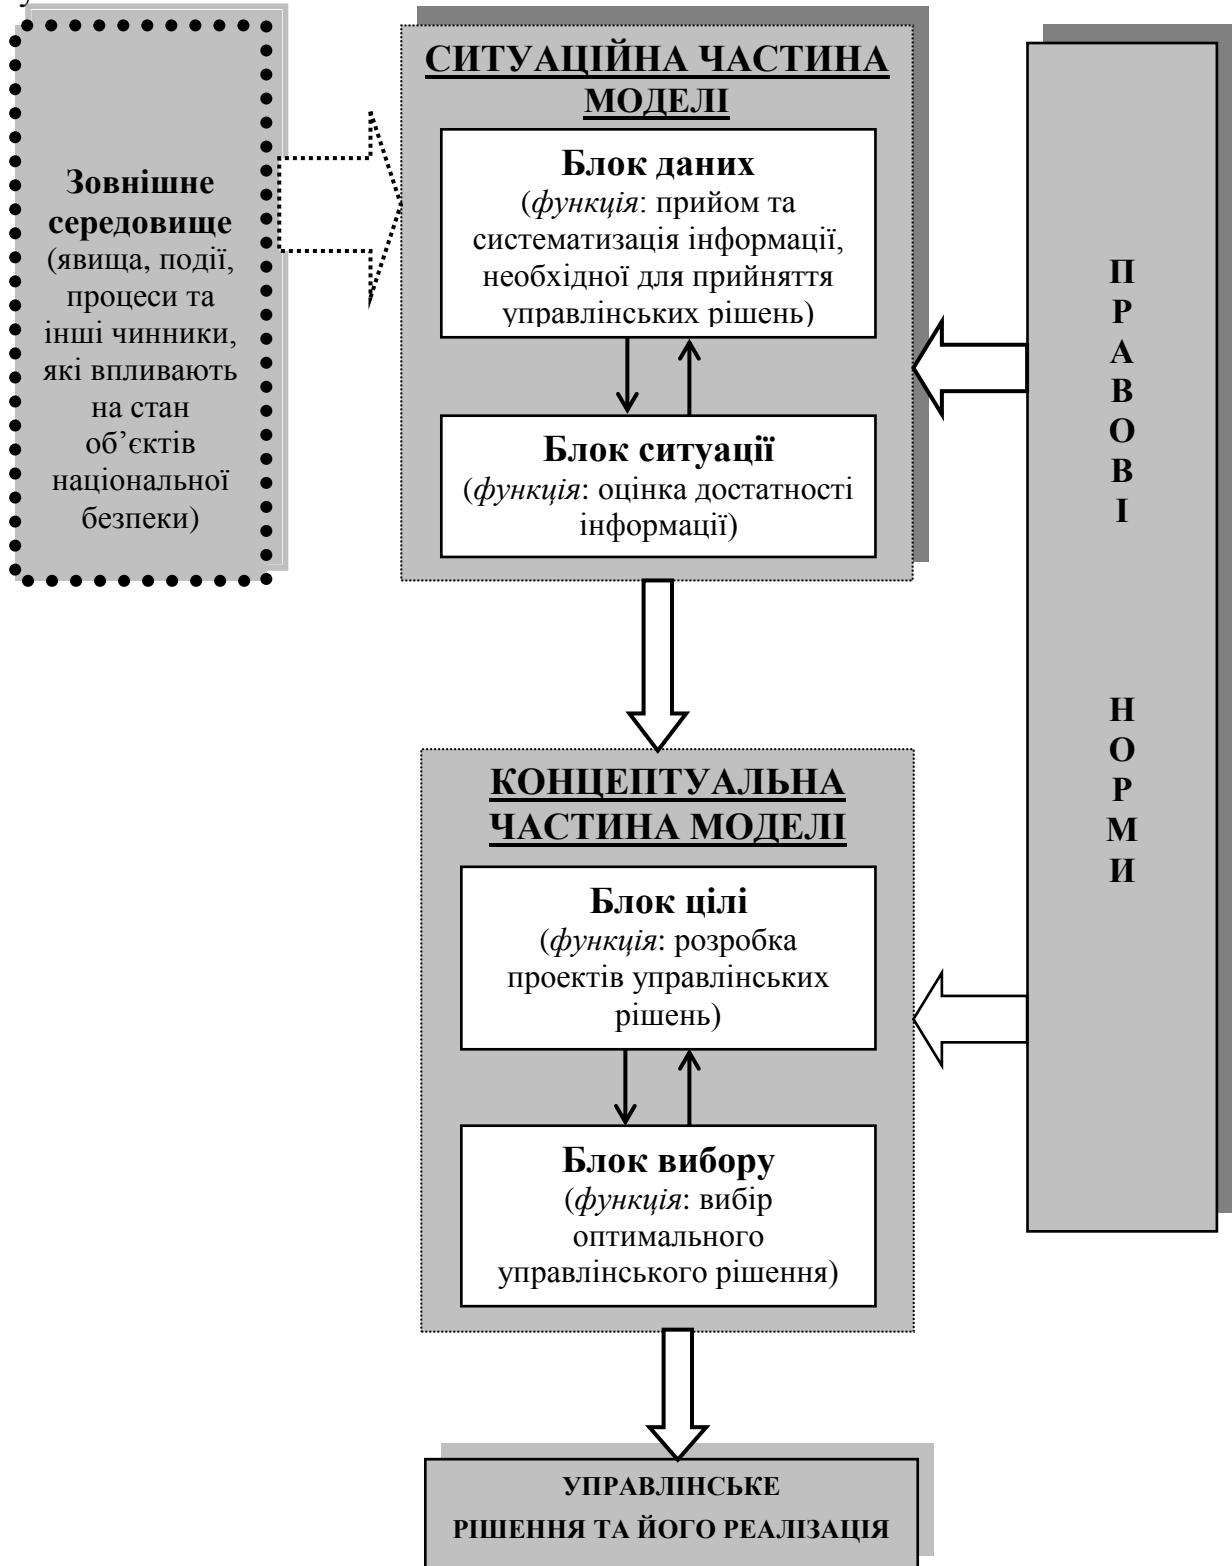 у
Зовнішне
середовище
(явища, події,
процеси та
інші чинники,
які впливають
на стан
об’єктів
національної
безпеки)
СИТУАЦІЙНА ЧАСТИНА
МОДЕЛІ
Блок даних
(функція: прийом та
систематизація інформації,
необхідної для прийняття
управлінських рішень)
Блок ситуації
(функція: оцінка достатності
інформації)
КОНЦЕПТУАЛЬНА
ЧАСТИНА МОДЕЛІ
Блок цілі
(функція: розробка
проектів управлінських
рішень)
Блок вибору
(функція: вибір
оптимального
управлінського рішення)
УПРАВЛІНСЬКЕ
РІШЕННЯ ТА ЙОГО РЕАЛІЗАЦІЯ
П
Р
А
В
О
В
І
Н
О
Р
М
И